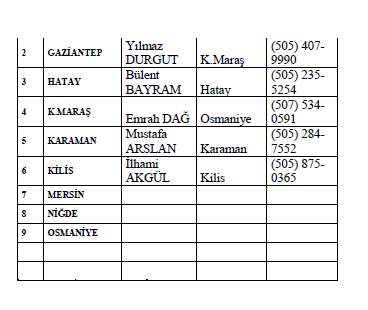 2 GAZİANTEP Yılmaz DURGUT K.Maraş (505) 407-9990
3 HATAY Bülent BAYRAM Hatay (505) 235-5254
4 K.MARAŞ Emrah DAĞ Osmaniye (507) 534-0591
5 KARAMAN Mustafa ARSLAN Karaman (505) 284-7552
6 KİLİS İlhami AKGÜL Kilis (505) 875-0365
7 MERSİN
8 NİĞDE
9 OSMANİYE